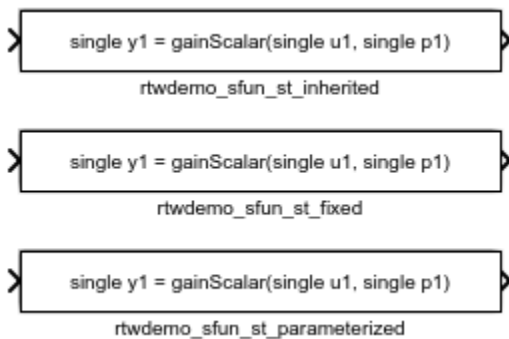 single y1 = gainScalar(single u1, single p1)
rtwdemo_sfun_st_inherited
single y1 = gainScalar(single u1, single p1)
rtwdemo_sfun_st_fixed
single y1 = gainScalar(single u1, single p1)
rtwdemo_sfun_st_parameterized